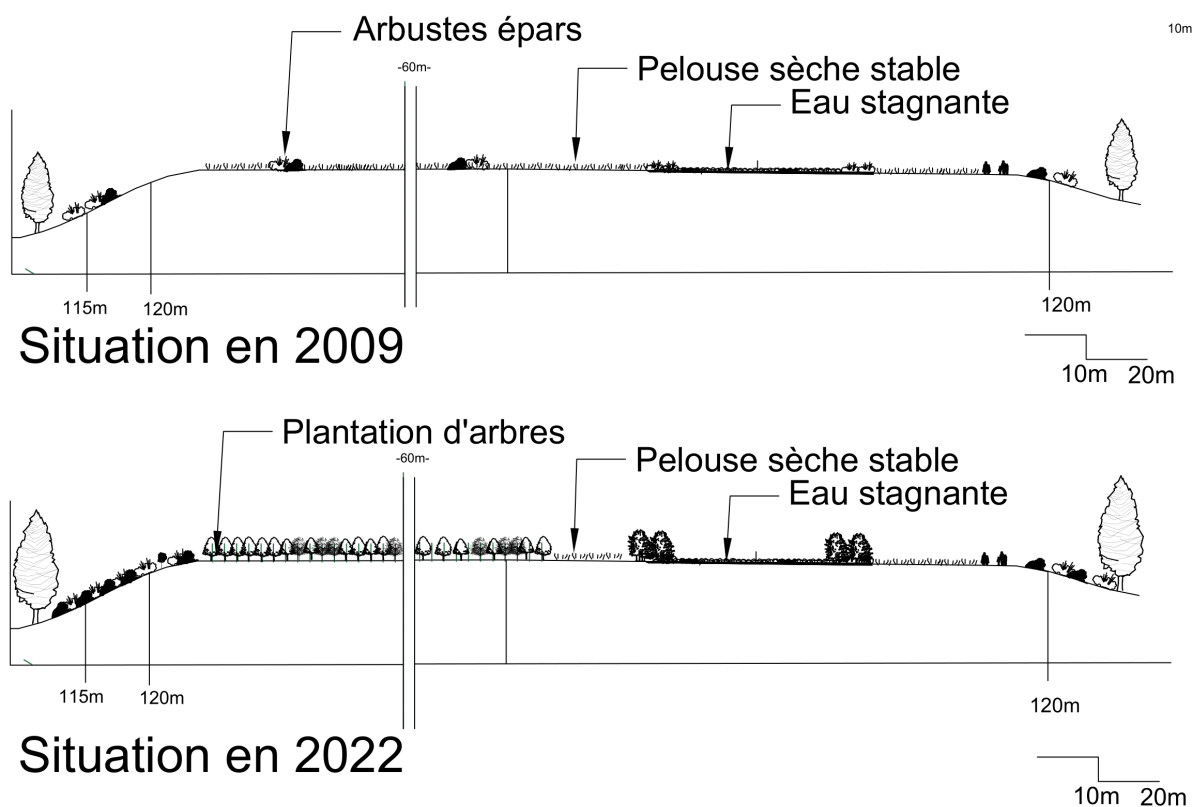 Arbustes épars
10m
-60m-
Pelouse sèche stable
Eau stagnante
115m
120m
120m
Situation en 2009
10m 20m
Plantation d'arbres
-60m-
Pelouse sèche stable
Eau stagnante
115m
120m
120m
Situation en 2022
10m 20m